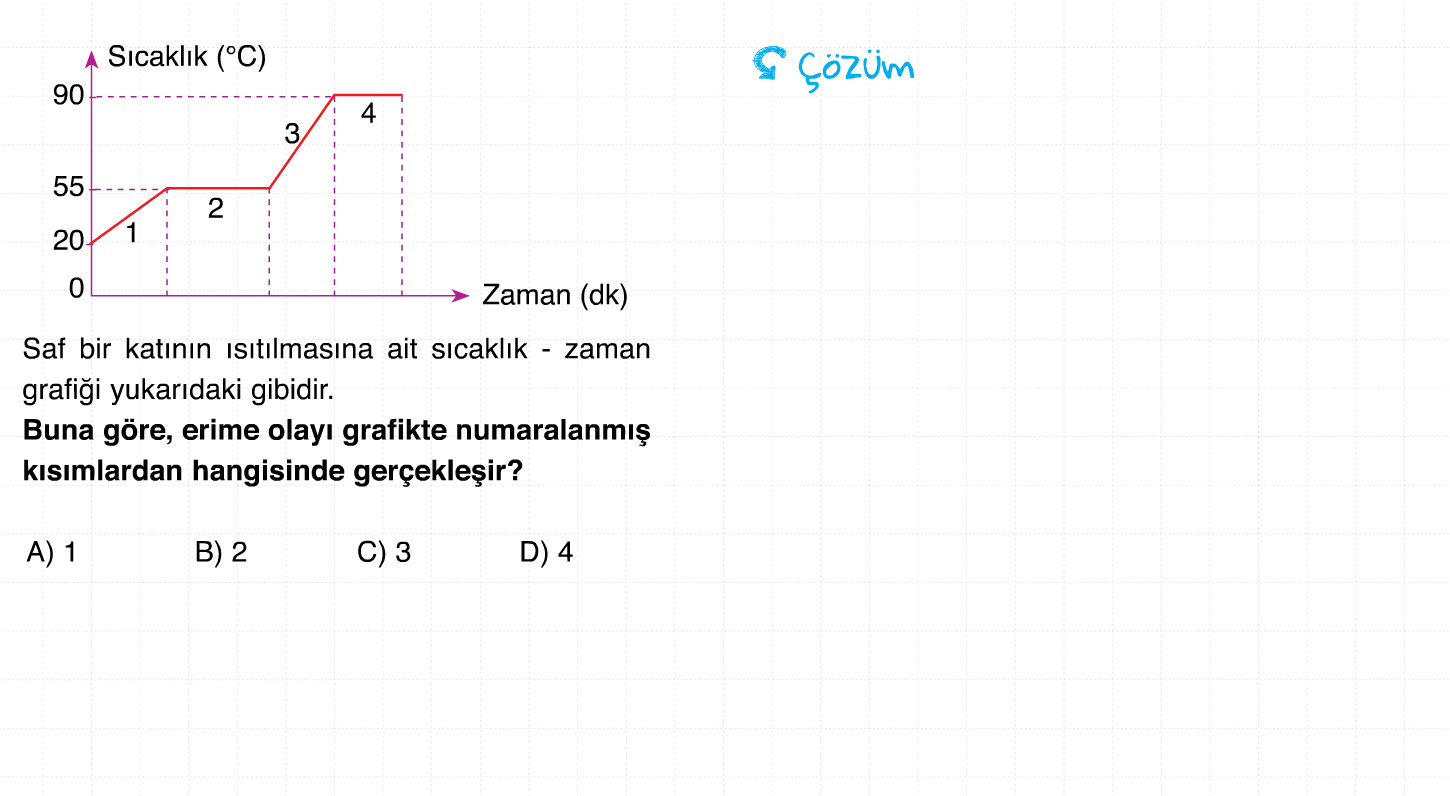 Sıcaklık (°C)
90
55
20
0
1
2
3
4
Zaman (dk)
Saf bir katının ısıtılmasına ait sıcaklık - zaman
grafiği yukarıdaki gibidir.
Buna göre, erime olayı grafikte numaralanmış
kısımlardan hangisinde gerçekleşir?
A) 1 B) 2 C) 3 D) 4
Çözüm